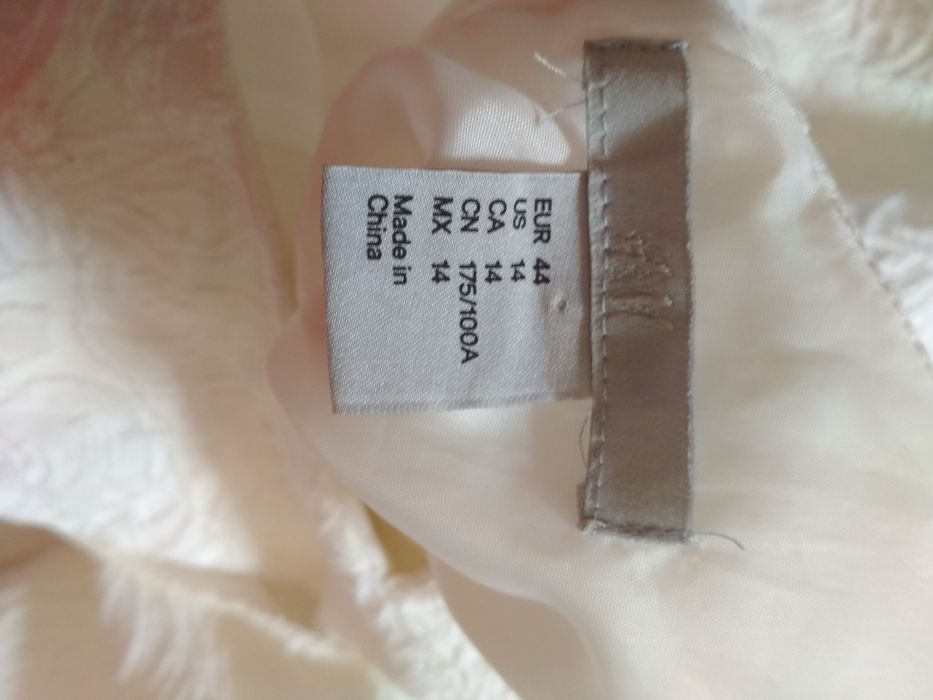 H&M
EUR 44
US 14
CA 14
CN 175/100A
MX 14
Made in
China